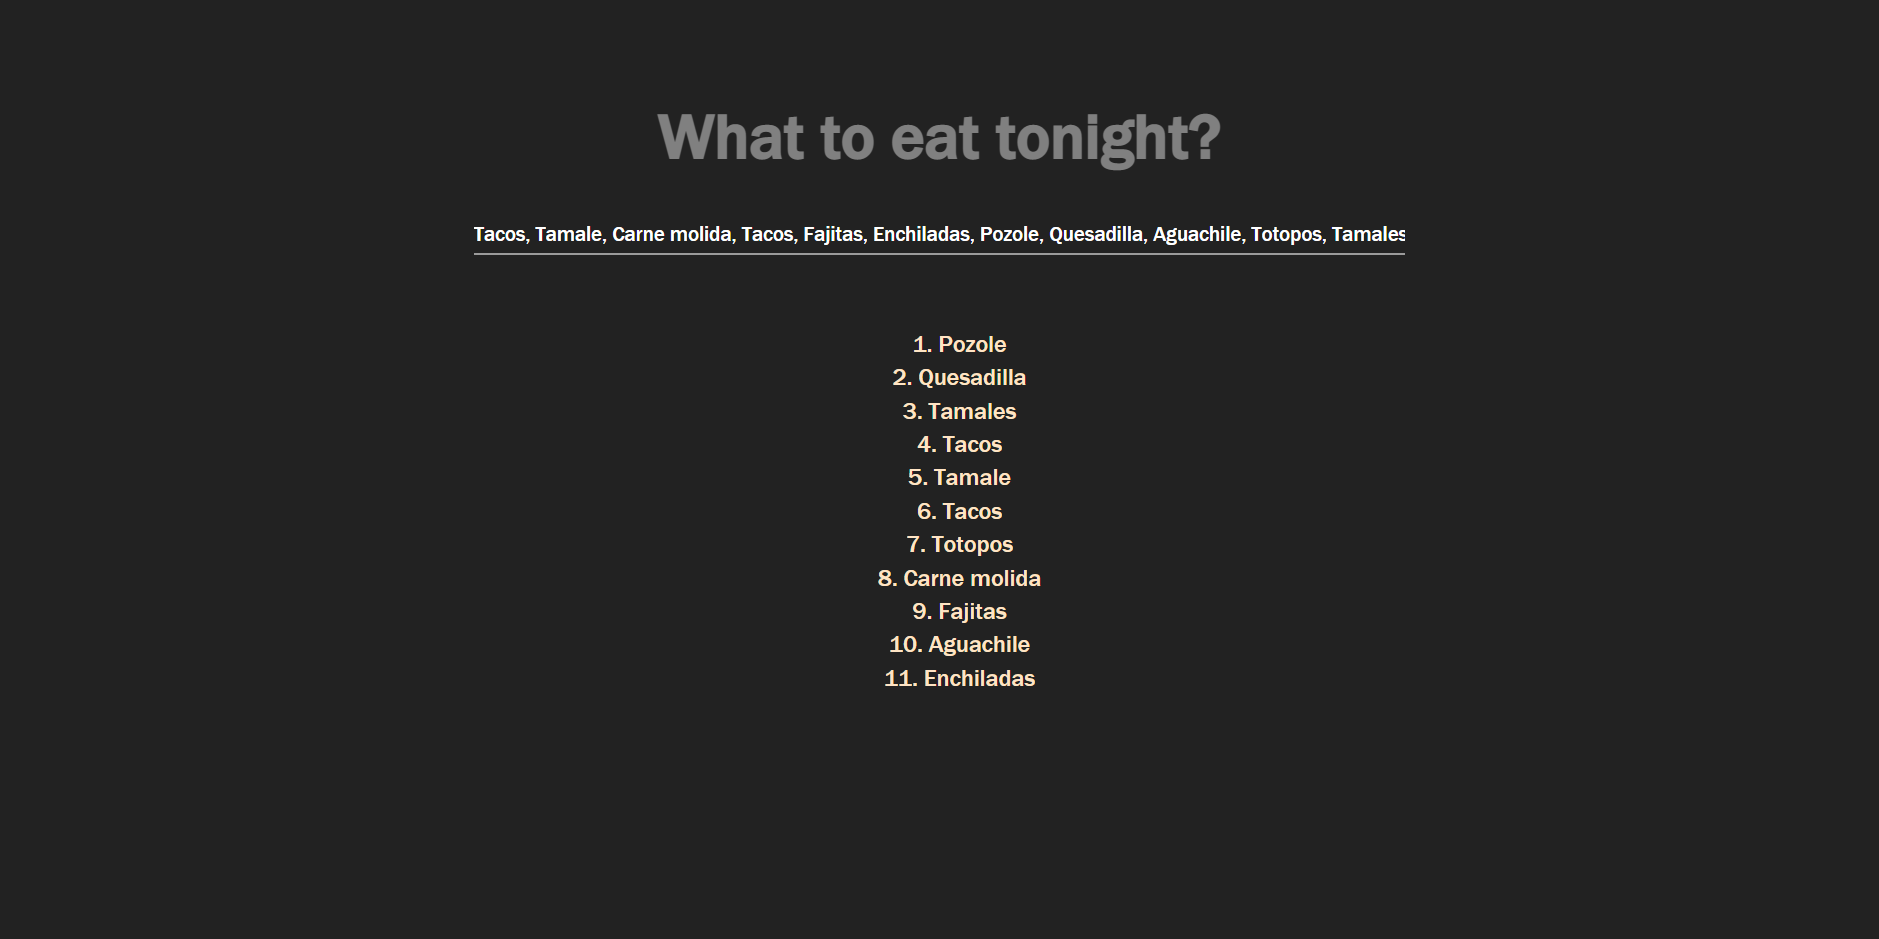 What to eat tonight?
Tacos, Tamale, Carne molida, Tacos, Fajitas, Enchiladas, Pozole, Quesadilla, Aguachile, Totopos, Tamales
1. Pozole
2. Quesadilla
3. Tamales
4. Tacos
5. Tamale
6. Tacos
7. Totopos
8. Carne molida
9. Fajitas
10. Aguachile
11. Enchiladas